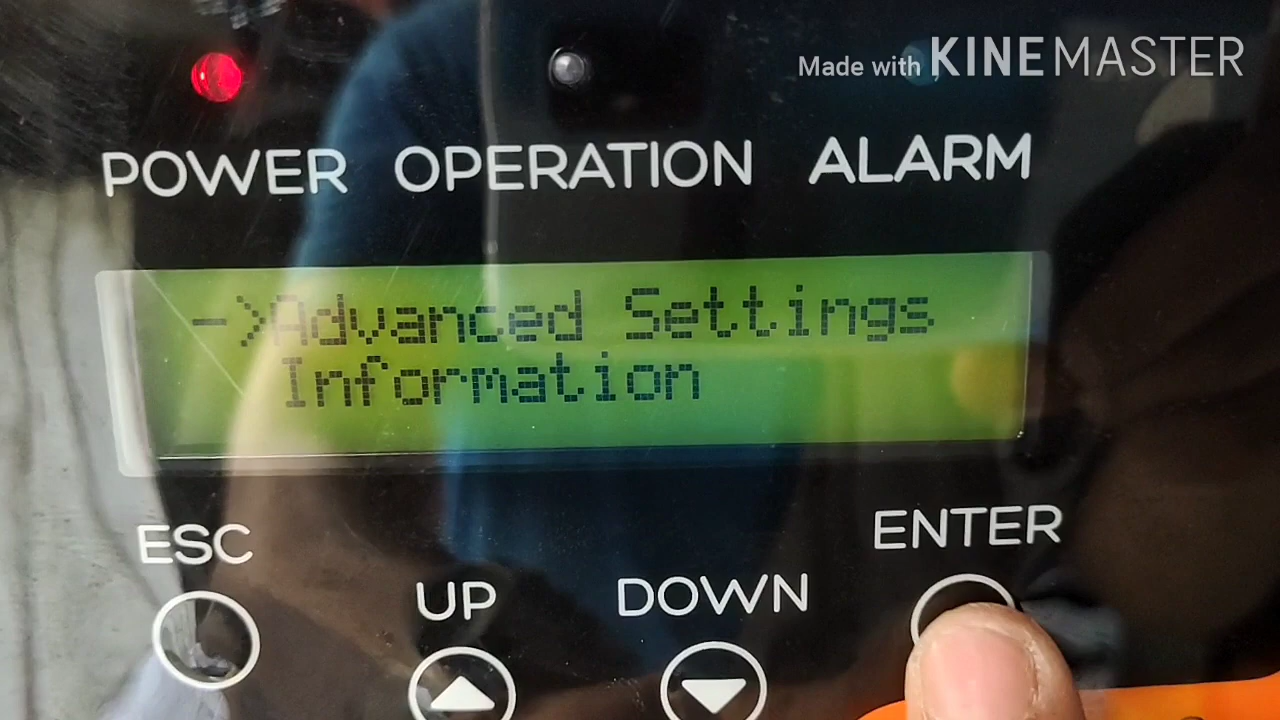 Made with KINEMASTER
POWER OPERATION ALARM
->Advanced Settings
Information
ESC
UP
DOWN
ENTER